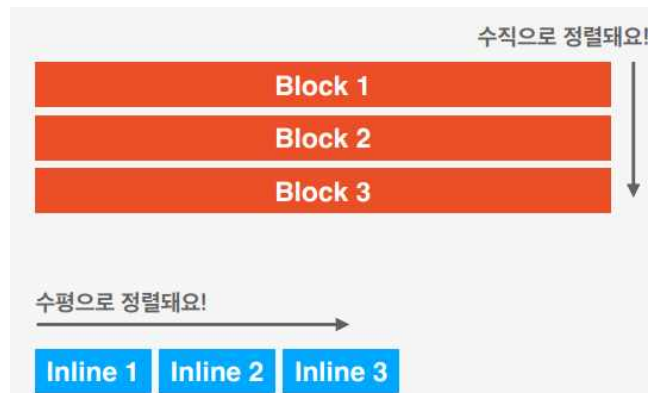 수직으로 정렬돼요!
Block 1
Block 2
Block 3
수평으로 정렬돼요!
Inline 1 Inline 2 Inline 3